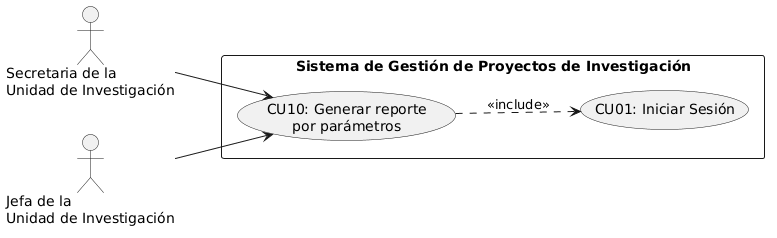 Secretaria de la
Unidad de Investigación
Sistema de Gestión de Proyectos de Investigación
CU10: Generar reporte
por parámetros
«include»
CU01: Iniciar Sesión
Jefa de la
Unidad de Investigación